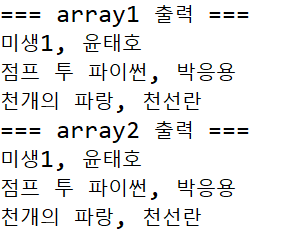 === array1 출력 ===
미생1, 윤태호
점프 투 파이썬, 박응용
천개의 파랑, 천선란
=== array2 출력 ===
미생1, 윤태호
점프 투 파이썬, 박응용
천개의 파랑, 천선란